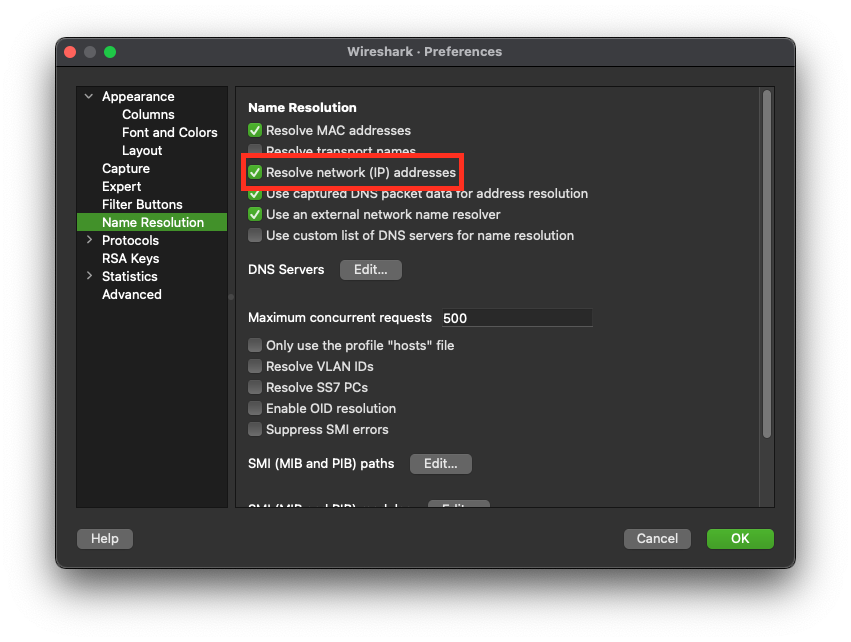 Wireshark · Preferences
Appearance
Columns
Font and Colors
Layout
Capture
Expert
Filter Buttons
Name Resolution
Protocols
RSA Keys
Statistics
Advanced
Name Resolution
Resolve MAC addresses
Resolve transport names
Resolve network (IP) addresses
Use captured DNS packet data for address resolution
Use an external network name resolver
Use custom list of DNS servers for name resolution
DNS Servers Edit...
Maximum concurrent requests 500
Only use the profile "hosts" file
Resolve VLAN IDs
Resolve SS7 PCs
Enable OID resolution
Suppress SMI errors
SMI (MIB and PIB) paths Edit...
SMI (MIB and PIB) Edit...
Help Cancel OK